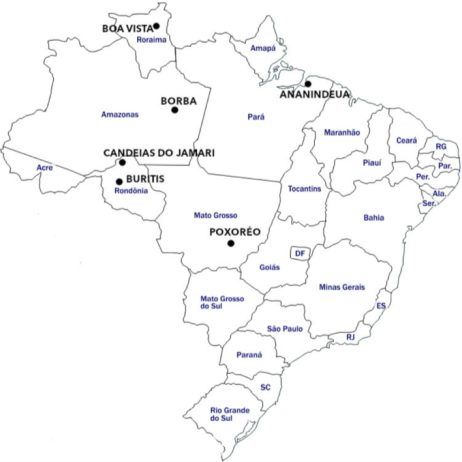 BOA VISTA
Roraima
Amapá
ANANINDEUA
BORBA
Amazonas
Pará
Maranhão
Ceará
RG
Par.
Piauí
Per.
Ala.
Ser.
CANDEIAS DO JAMARI
Acre
BURITIS
Rondônia
Tocantins
Mato Grosso
Bahia
POXORÉO
DF
Goiás
Minas Gerais
Mato Grosso
do Sul
ES
São Paulo
RJ
Paraná
SC
Rio Grande
do Sul